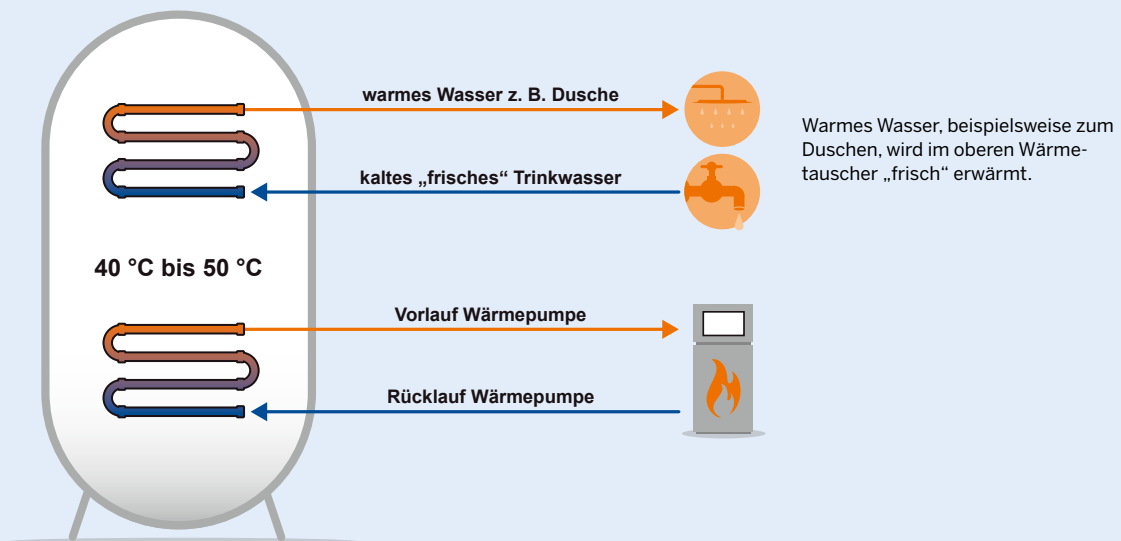 warmes Wasser z. B. Dusche
Warmes Wasser, beispielsweise zum
Duschen, wird im oberen Wärme-
tauscher „frisch“ erwärmt.
kaltes „frisches“ Trinkwasser
40 °C bis 50 °C
Vorlauf Wärmepumpe
Rücklauf Wärmepumpe